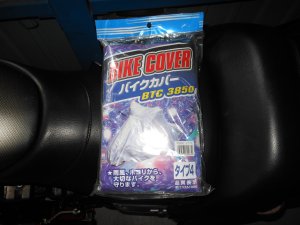 BIKE COVER
バイクカバー
BTC 3850
タイプ4
雨風、ホコリから、
大切なバイクを
守ります。